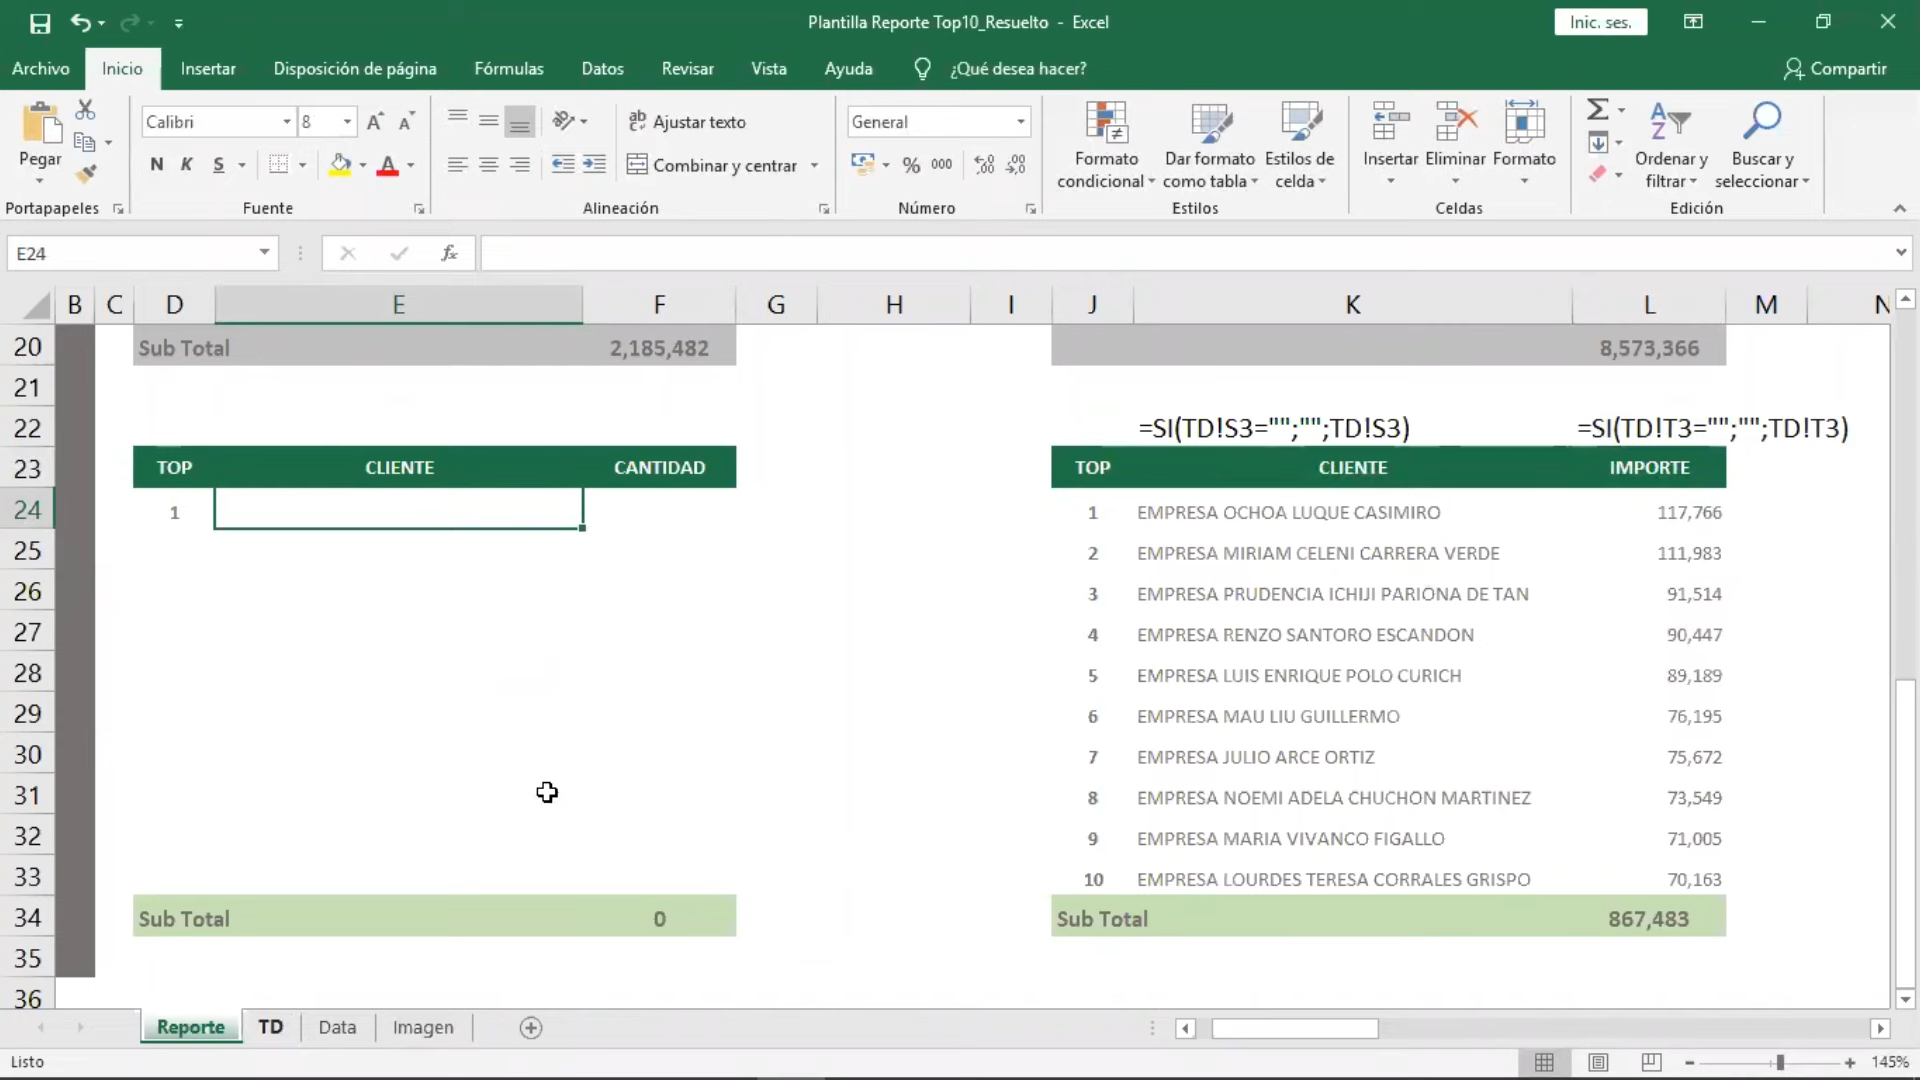 Plantilla Reporte Top10_Resuelto - Excel
Inic. ses.
Archivo Inicio Insertar Disposición de página Fórmulas Datos Revisar Vista Ayuda ¿Qué desea hacer? Compartir
Pegar
Calibri 8
N K S
Ajustar texto
Combinar y centrar
General
% 000
Formato condicional
Dar formato como tabla
Estilos de celda
Insertar Eliminar Formato
Ordenar y filtrar
Buscar y seleccionar
Portapapeles Fuente Alineación Número Estilos Celdas Edición
E24 fx
B C D E F G H I J K L M N
20 Sub Total 2,185,482 8,573,366
21
22 =SI(TD!S3="";"";TD!S3) =SI(TD!T3="";"";TD!T3)
23 TOP CLIENTE CANTIDAD TOP CLIENTE IMPORTE
24 1 1 EMPRESA OCHOA LUQUE CASIMIRO 117,766
25 2 EMPRESA MIRIAM CELENI CARRERA VERDE 111,983
26 3 EMPRESA PRUDENCIA ICHIJI PARIONA DE TAN 91,514
27 4 EMPRESA RENZO SANTORO ESCANDON 90,447
28 5 EMPRESA LUIS ENRIQUE POLO CURICH 89,189
29 6 EMPRESA MAU LIU GUILLERMO 76,195
30 7 EMPRESA JULIO ARCE ORTIZ 75,672
31 8 EMPRESA NOEMI ADELA CHUCHON MARTINEZ 73,549
32 9 EMPRESA MARIA VIVANCO FIGALLO 71,005
33 10 EMPRESA LOURDES TERESA CORRALES GRISPO 70,163
34 Sub Total 0 Sub Total 867,483
35
36
Reporte TD Data Imagen
Listo 145%